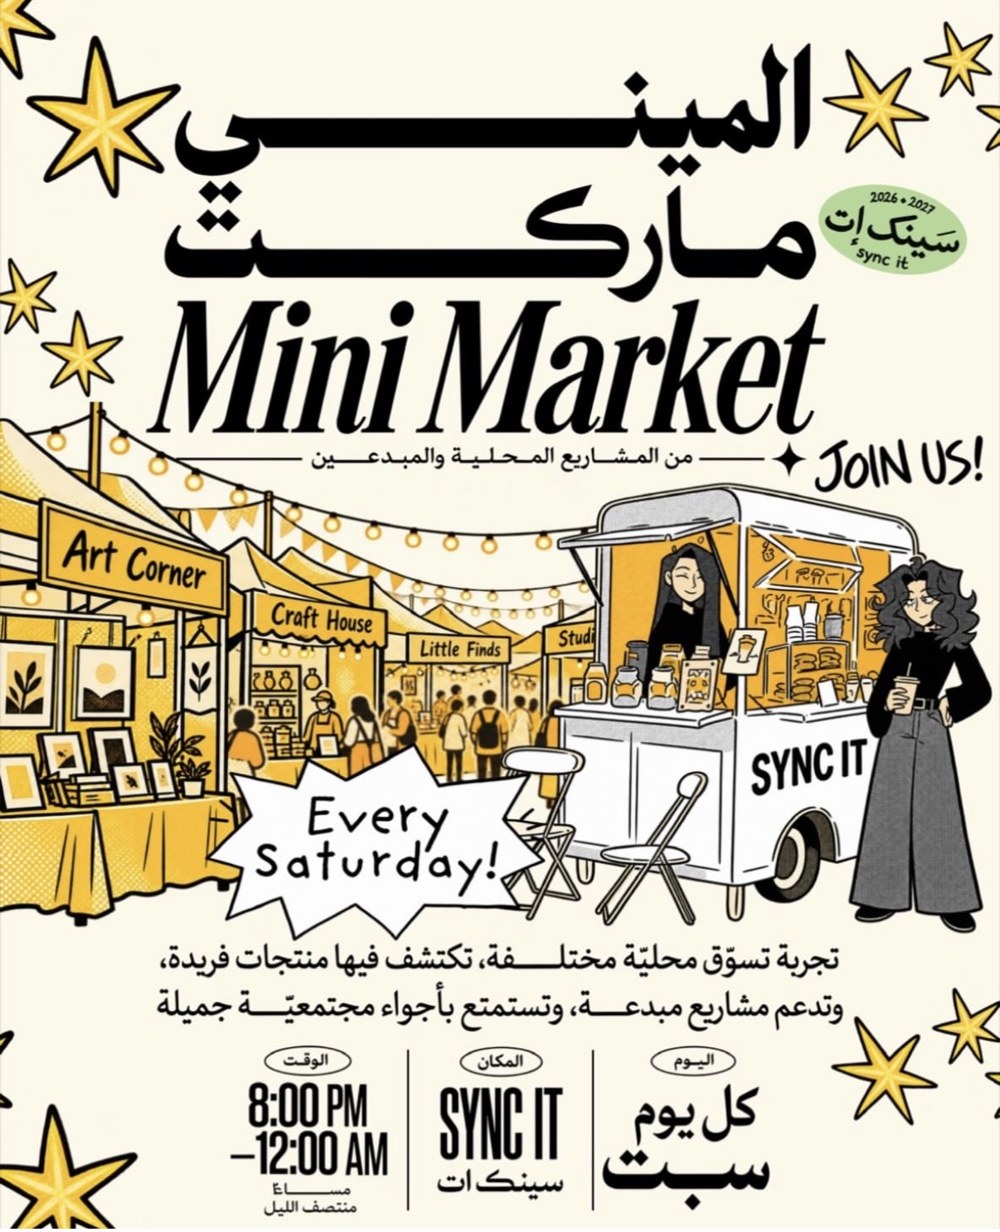 الميني
ماركت
2026 • 2027
سَينك إت
sync it
Mini Market
من المشاريع المحلية والمبدعين
JOIN US!
Art Corner
Craft House
Little Finds
Studi
SYNC IT
Every
Saturday!
تجربة تسوّق محليّة مختلفة، تكتشف فيها منتجات فريدة،
وتدعم مشاريع مبدعة، وتستمتع بأجواء مجتمعيّة جميلة
اليوم
كل يوم
سبت
المكان
SYNC IT
سينك ات
الوقت
8:00 PM
–12:00 AM
مساءً
منتصف الليل